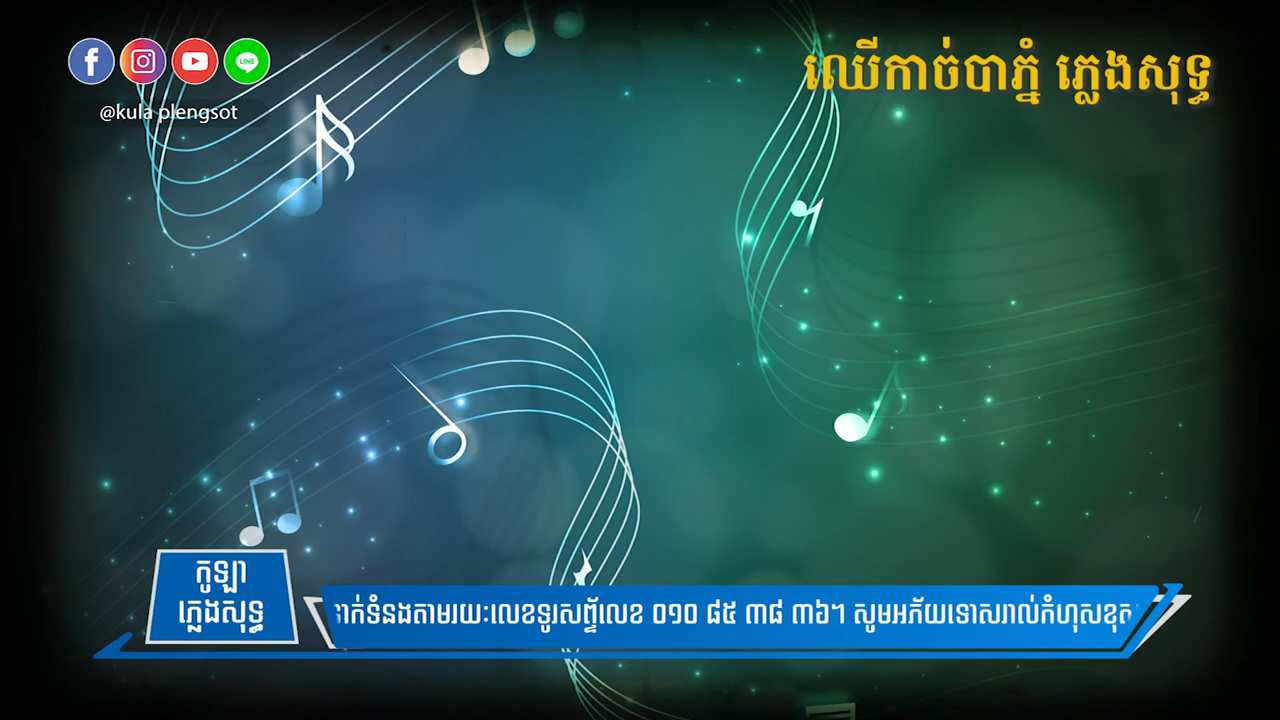 ឈើកាច់បាភ្នំ ភ្លេងសុទ្ធ
LINE
@kula plengsot
កូឡា
ភ្លេងសុទ្ធ
ទាក់ទំនងតាមរយៈលេខទូរសព្ទ័លេខ ០១០ ៨៥ ៣៨ ៣៦។ សូមអភ័យទោសរាល់កំហុសខុត